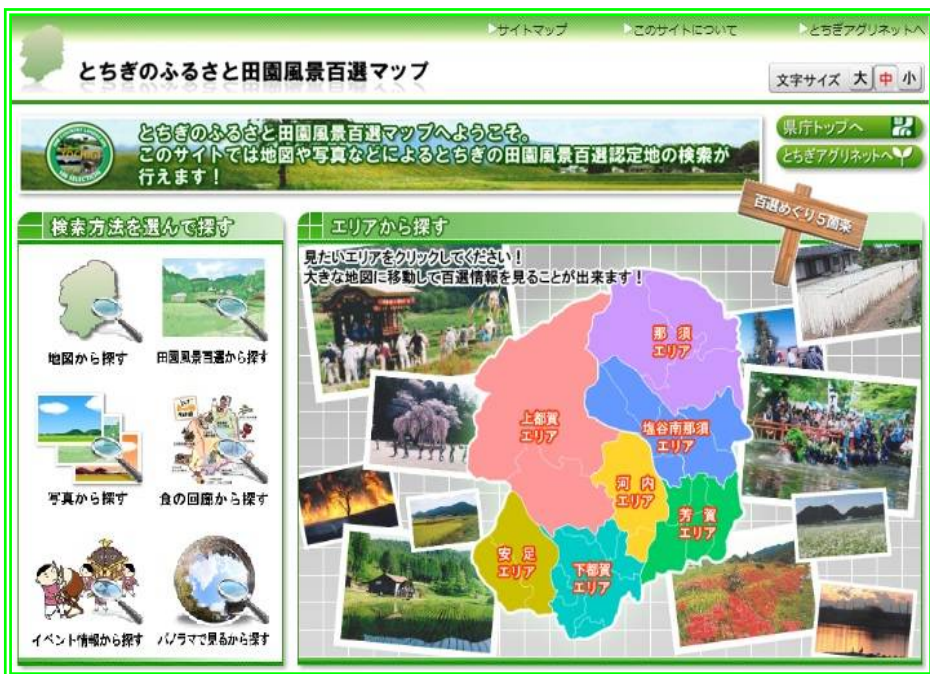 サイトマップ
このサイトについて
とちぎアグリネットへ
とちぎのふるさと田園風景百選マップ
文字サイズ 大 中 小
とちぎのふるさと田園風景百選マップへようこそ。
このサイトでは地図や写真などによるとちぎの田園風景百選認定地の検索が
行えます！
県庁トップへ
とちぎアグリネットへ
検索方法を選んで探す
地図から探す
田園風景百選から探す
写真から探す
食の回廊から探す
イベント情報から探す
パノラマで見るから探す
エリアから探す
百選めぐり5箇条
見たいエリアをクリックしてください！
大きな地図に移動して百選情報を見ることが出来ます！
那須
エリア
上都賀
エリア
塩谷南那須
エリア
河内
エリア
芳賀
エリア
安足
エリア
下都賀
エリア